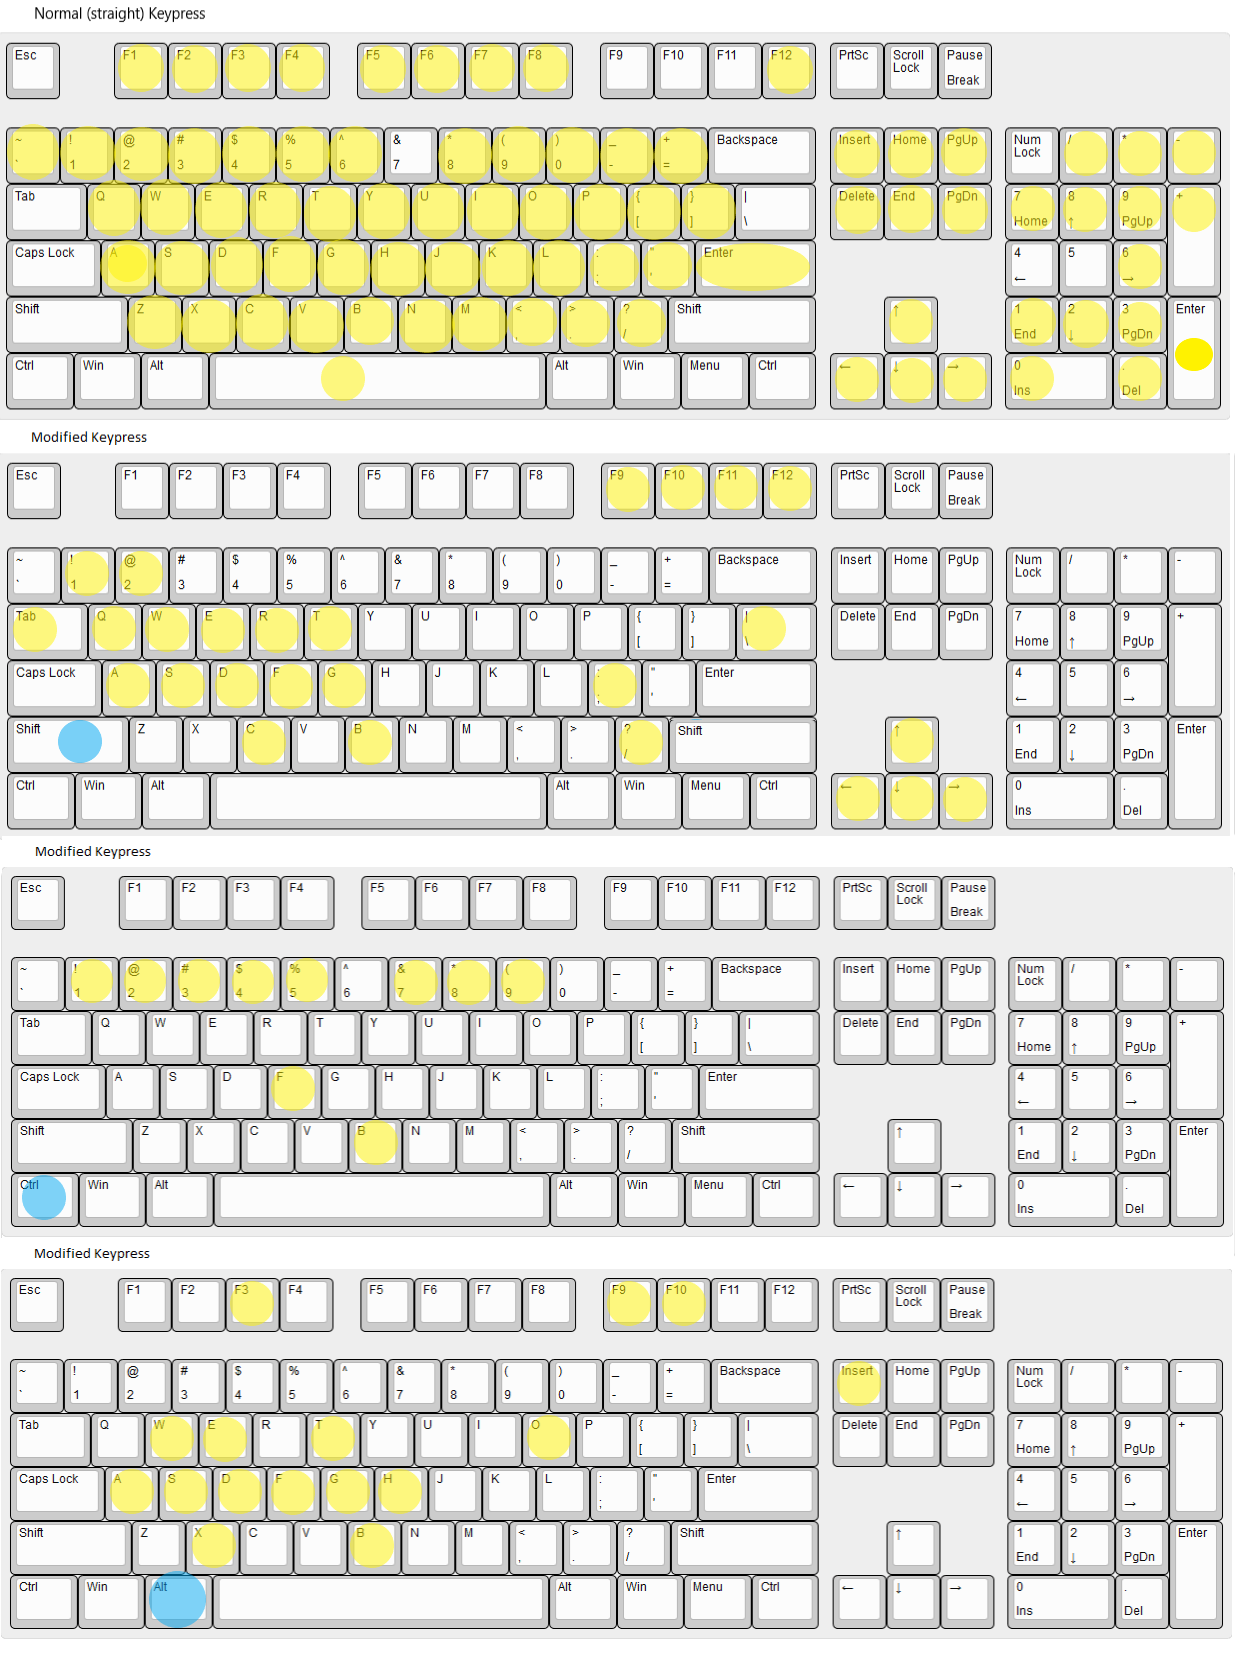 Normal (straight) Keypress
Esc F1 F2 F3 F4 F5 F6 F7 F8 F9 F10 F11 F12 PrtSc Scroll Lock Pause Break
~ ! @ # $ % ^ & * ( ) _ + Backspace Insert Home PgUp Num Lock / * -
` 1 2 3 4 5 6 7 8 9 0 - =
Tab Q W E R T Y U I O P { } | Delete End PgDn 7 8 9 +
[ ] \ Home ↑ PgUp
Caps Lock A S D F G H J K L : " Enter 4 5 6
; ' ← →
Shift Z X C V B N M < > ? Shift ↑ 1 2 3 Enter
, . / End ↓ PgDn
Ctrl Win Alt Alt Win Menu Ctrl ← ↓ → 0 .
Ins Del
Modified Keypress
Esc F1 F2 F3 F4 F5 F6 F7 F8 F9 F10 F11 F12 PrtSc Scroll Lock Pause Break
~ ! @ # $ % ^ & * ( ) _ + Backspace Insert Home PgUp Num Lock / * -
` 1 2 3 4 5 6 7 8 9 0 - =
Tab Q W E R T Y U I O P { } | Delete End PgDn 7 8 9 +
[ ] \ Home ↑ PgUp
Caps Lock A S D F G H J K L : " Enter 4 5 6
; ' ← →
Shift Z X C V B N M < > ? Shift ↑ 1 2 3 Enter
, . / End ↓ PgDn
Ctrl Win Alt Alt Win Menu Ctrl ← ↓ → 0 .
Ins Del
Modified Keypress
Esc F1 F2 F3 F4 F5 F6 F7 F8 F9 F10 F11 F12 PrtSc Scroll Lock Pause Break
~ ! @ # $ % ^ & * ( ) _ + Backspace Insert Home PgUp Num Lock / * -
` 1 2 3 4 5 6 7 8 9 0 - =
Tab Q W E R T Y U I O P { } | Delete End PgDn 7 8 9 +
[ ] \ Home ↑ PgUp
Caps Lock A S D F G H J K L : " Enter 4 5 6
; ' ← →
Shift Z X C V B N M < > ? Shift ↑ 1 2 3 Enter
, . / End ↓ PgDn
Ctrl Win Alt Alt Win Menu Ctrl ← ↓ → 0 .
Ins Del
Modified Keypress
Esc F1 F2 F3 F4 F5 F6 F7 F8 F9 F10 F11 F12 PrtSc Scroll Lock Pause Break
~ ! @ # $ % ^ & * ( ) _ + Backspace Insert Home PgUp Num Lock / * -
` 1 2 3 4 5 6 7 8 9 0 - =
Tab Q W E R T Y U I O P { } | Delete End PgDn 7 8 9 +
[ ] \ Home ↑ PgUp
Caps Lock A S D F G H J K L : " Enter 4 5 6
; ' ← →
Shift Z X C V B N M < > ? Shift ↑ 1 2 3 Enter
, . / End ↓ PgDn
Ctrl Win Alt Alt Win Menu Ctrl ← ↓ → 0 .
Ins Del